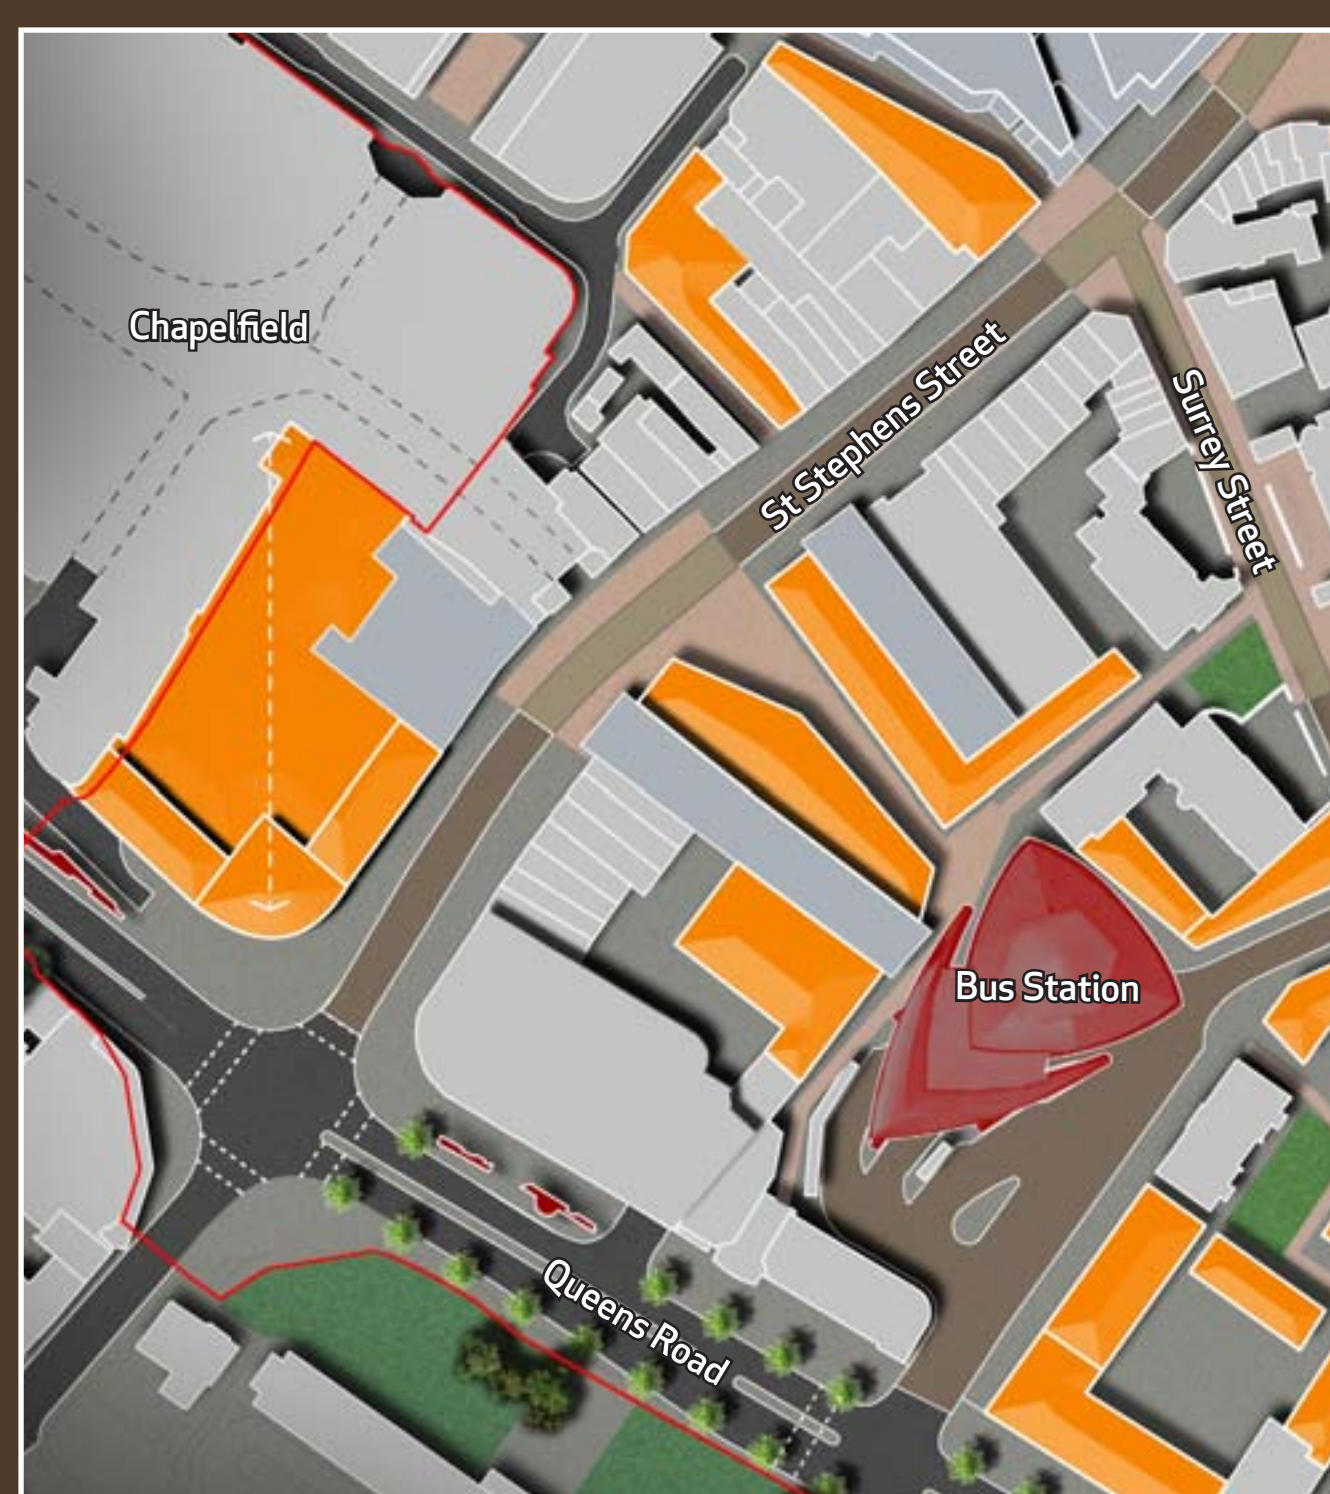 Chapelfield
St Stephens Street
Surrey Street
Bus Station
Queens Road